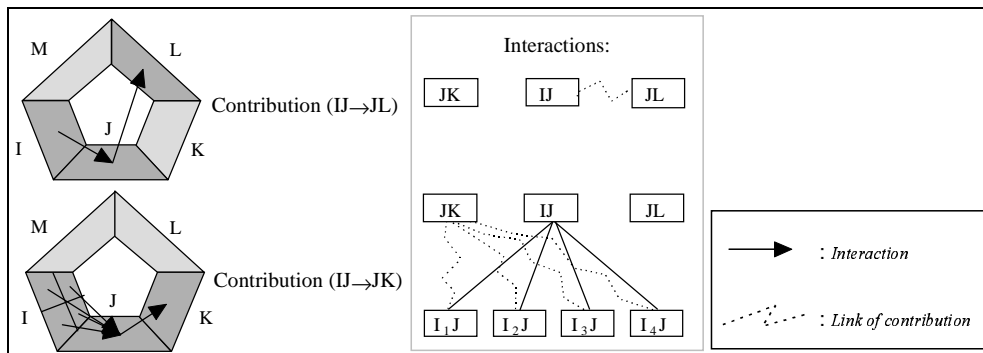 M
L
I
J
K
Contribution (IJ→JL)
M
L
I
J
K
Contribution (IJ→JK)
Interactions:
JK IJ JL
JK IJ JL
I₁J I₂J I₃J I₄J
: Interaction
: Link of contribution